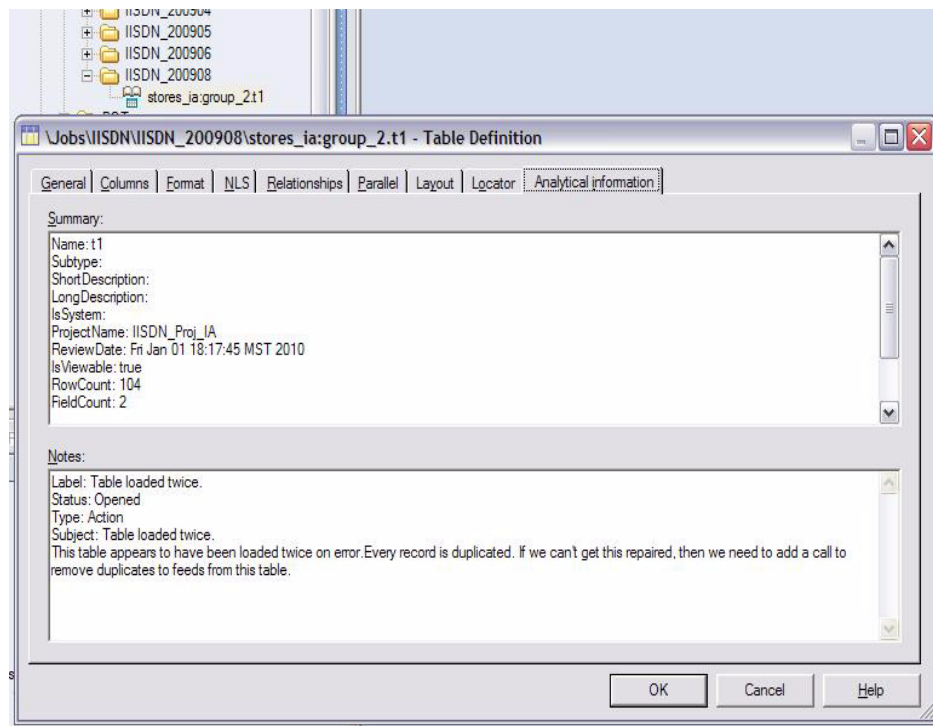 IISDN_200904
IISDN_200905
IISDN_200906
IISDN_200908
stores_ia:group_2.t1
\Jobs\IISDN\IISDN_200908\stores_ia:group_2.t1 - Table Definition
General Columns Format NLS Relationships Parallel Layout Locator Analytical information
Summary:
Name: t1
Subtype:
ShortDescription:
LongDescription:
IsSystem:
ProjectName: IISDN_Proj_IA
ReviewDate: Fri Jan 01 18:17:45 MST 2010
IsViewable: true
RowCount: 104
FieldCount: 2
Notes:
Label: Table loaded twice.
Status: Opened
Type: Action
Subject: Table loaded twice.
This table appears to have been loaded twice on error.Every record is duplicated. If we can't get this repaired, then we need to add a call to
remove duplicates to feeds from this table.
OK Cancel Help